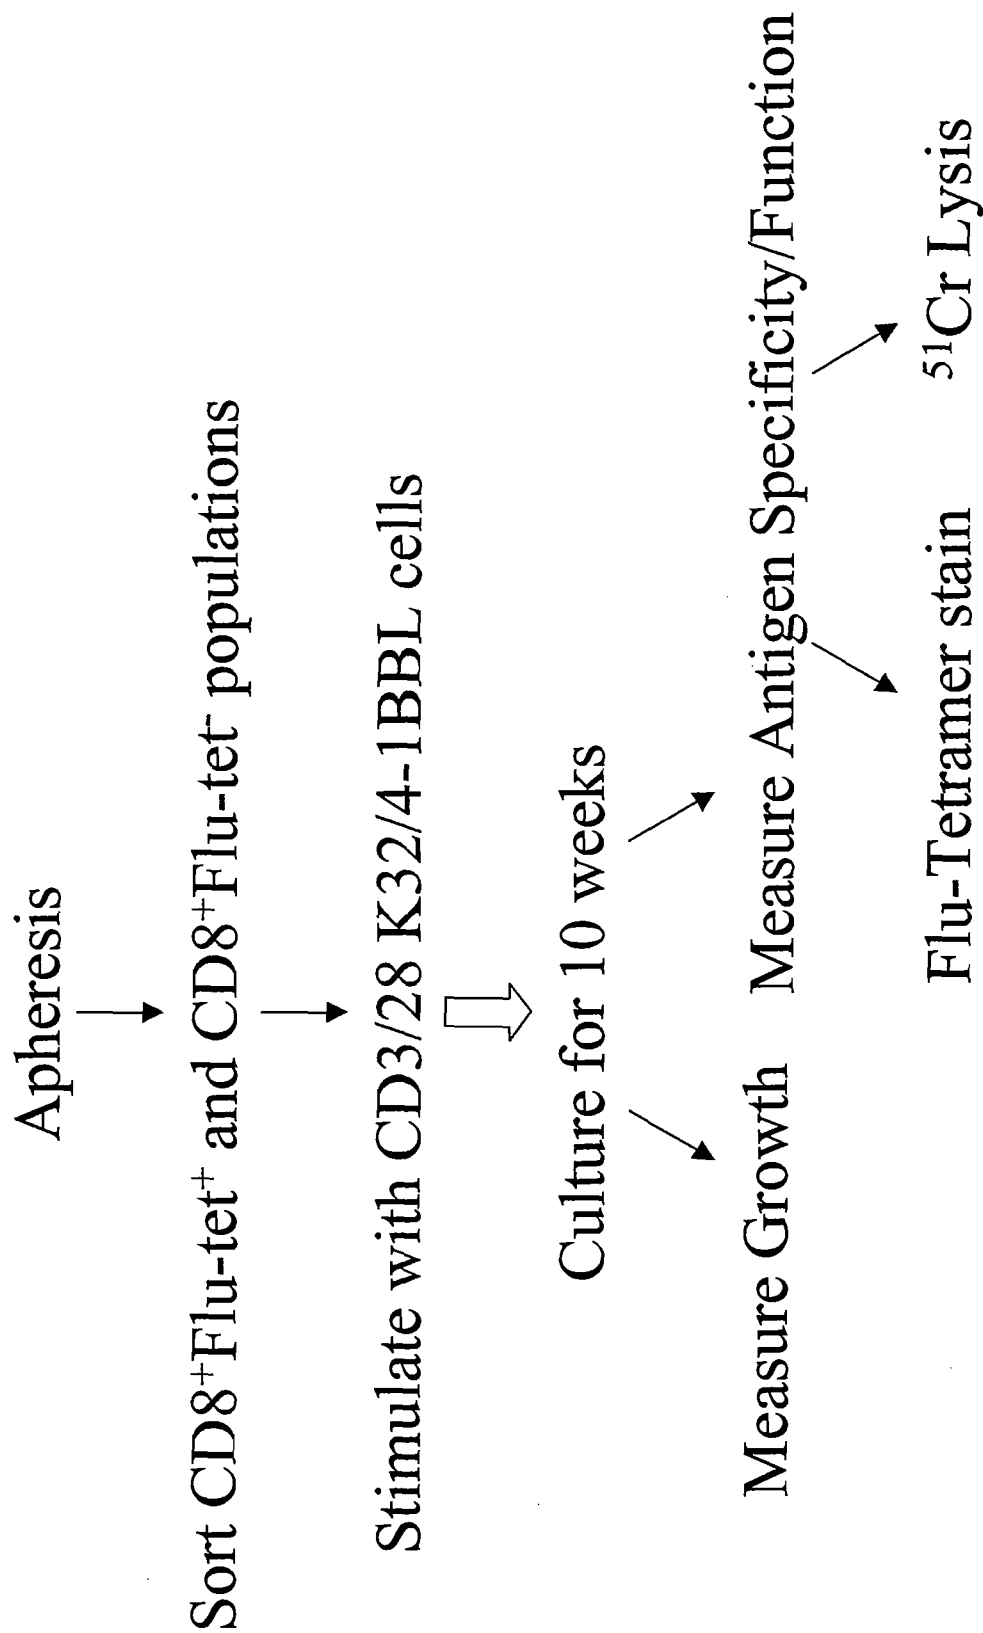 Apheresis
Sort CD8⁺Flu-tet⁺ and CD8⁺Flu-tet⁻ populations
Stimulate with CD3/28 K32/4-1BBL cells
Culture for 10 weeks
Measure Growth
Measure Antigen Specificity/Function
Flu-Tetramer stain
⁵¹Cr Lysis